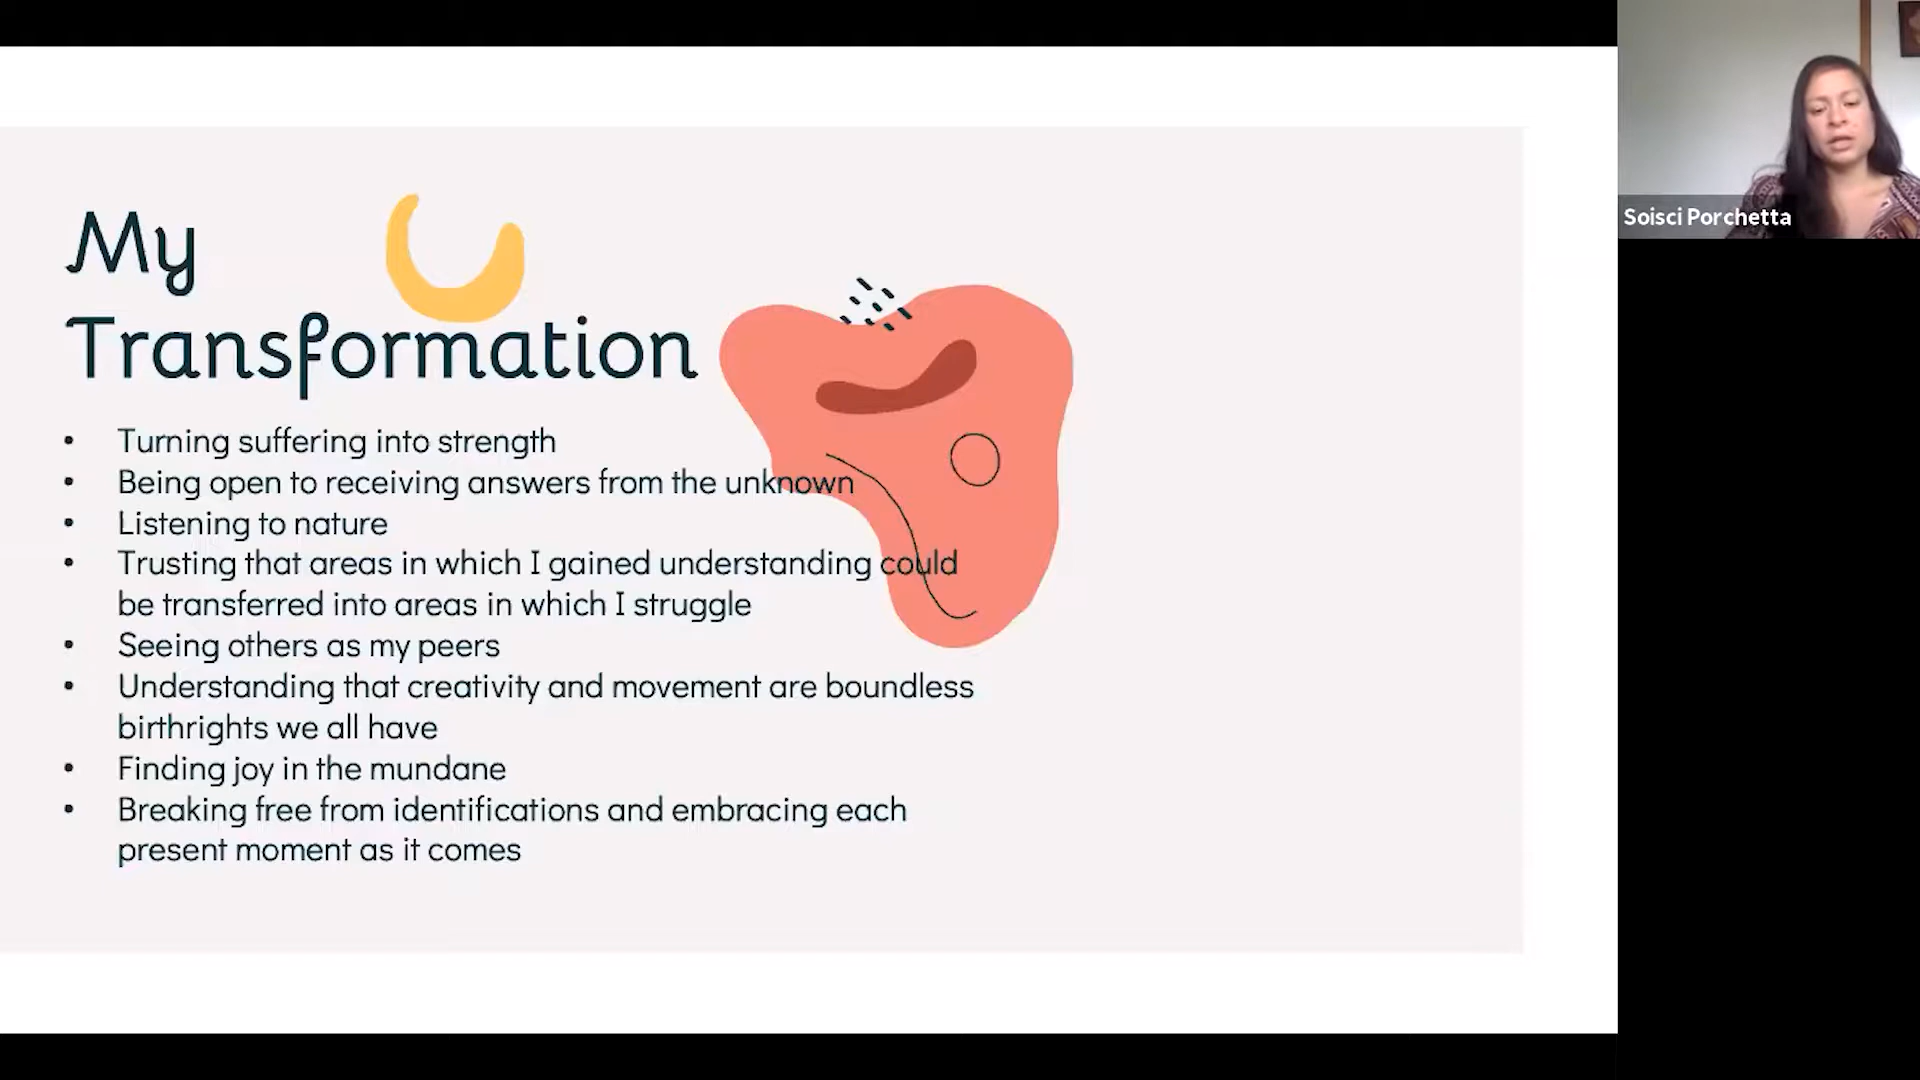 My
Transformation
• Turning suffering into strength
• Being open to receiving answers from the unknown
• Listening to nature
• Trusting that areas in which I gained understanding could
be transferred into areas in which I struggle
• Seeing others as my peers
• Understanding that creativity and movement are boundless
birthrights we all have
• Finding joy in the mundane
• Breaking free from identifications and embracing each
present moment as it comes
Soisci Porchetta